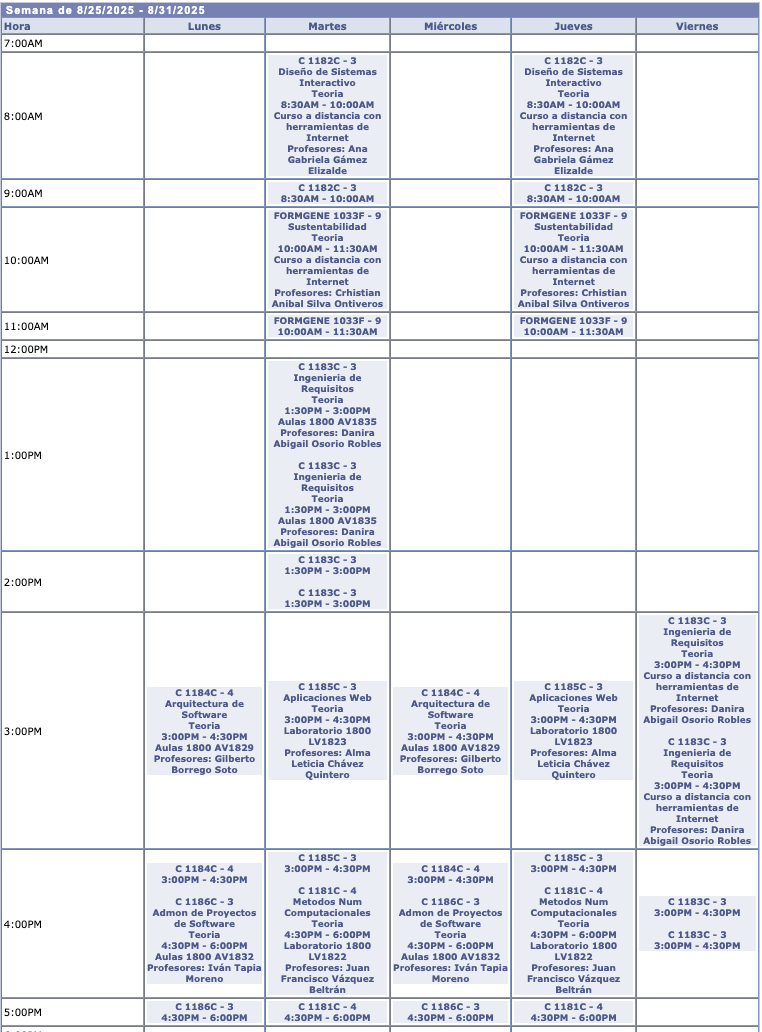 Semana de 8/25/2025 - 8/31/2025
Hora Lunes Martes Miércoles Jueves Viernes
7:00AM
8:00AM
C 1182C - 3
Diseño de Sistemas
Interactivo
Teoria
8:30AM - 10:00AM
Curso a distancia con
herramientas de
Internet
Profesores: Ana
Gabriela Gámez
Elizalde
C 1182C - 3
Diseño de Sistemas
Interactivo
Teoria
8:30AM - 10:00AM
Curso a distancia con
herramientas de
Internet
Profesores: Ana
Gabriela Gámez
Elizalde
9:00AM
C 1182C - 3
8:30AM - 10:00AM
C 1182C - 3
8:30AM - 10:00AM
10:00AM
FORMGENE 1033F - 9
Sustentabilidad
Teoria
10:00AM - 11:30AM
Curso a distancia con
herramientas de
Internet
Profesores: Crhistian
Anibal Silva Ontiveros
FORMGENE 1033F - 9
Sustentabilidad
Teoria
10:00AM - 11:30AM
Curso a distancia con
herramientas de
Internet
Profesores: Crhistian
Anibal Silva Ontiveros
11:00AM
FORMGENE 1033F - 9
10:00AM - 11:30AM
FORMGENE 1033F - 9
10:00AM - 11:30AM
12:00PM
1:00PM
C 1183C - 3
Ingenieria de
Requisitos
Teoria
1:30PM - 3:00PM
Aulas 1800 AV1835
Profesores: Danira
Abigail Osorio Robles
C 1183C - 3
Ingenieria de
Requisitos
Teoria
1:30PM - 3:00PM
Aulas 1800 AV1835
Profesores: Danira
Abigail Osorio Robles
2:00PM
C 1183C - 3
1:30PM - 3:00PM
C 1183C - 3
1:30PM - 3:00PM
3:00PM
C 1184C - 4
Arquitectura de
Software
Teoria
3:00PM - 4:30PM
Aulas 1800 AV1829
Profesores: Gilberto
Borrego Soto
C 1185C - 3
Aplicaciones Web
Teoria
3:00PM - 4:30PM
Laboratorio 1800
LV1823
Profesores: Alma
Leticia Chávez
Quintero
C 1184C - 4
Arquitectura de
Software
Teoria
3:00PM - 4:30PM
Aulas 1800 AV1829
Profesores: Gilberto
Borrego Soto
C 1185C - 3
Aplicaciones Web
Teoria
3:00PM - 4:30PM
Laboratorio 1800
LV1823
Profesores: Alma
Leticia Chávez
Quintero
C 1183C - 3
Ingenieria de
Requisitos
Teoria
3:00PM - 4:30PM
Curso a distancia con
herramientas de
Internet
Profesores: Danira
Abigail Osorio Robles
C 1183C - 3
Ingenieria de
Requisitos
Teoria
3:00PM - 4:30PM
Curso a distancia con
herramientas de
Internet
Profesores: Danira
Abigail Osorio Robles
4:00PM
C 1184C - 4
3:00PM - 4:30PM
C 1186C - 3
Admon de Proyectos
de Software
Teoria
4:30PM - 6:00PM
Aulas 1800 AV1832
Profesores: Iván Tapia
Moreno
C 1185C - 3
3:00PM - 4:30PM
C 1181C - 4
Metodos Num
Computacionales
Teoria
4:30PM - 6:00PM
Laboratorio 1800
LV1822
Profesores: Juan
Francisco Vázquez
Beltrán
C 1184C - 4
3:00PM - 4:30PM
C 1186C - 3
Admon de Proyectos
de Software
Teoria
4:30PM - 6:00PM
Aulas 1800 AV1832
Profesores: Iván Tapia
Moreno
C 1185C - 3
3:00PM - 4:30PM
C 1181C - 4
Metodos Num
Computacionales
Teoria
4:30PM - 6:00PM
Laboratorio 1800
LV1822
Profesores: Juan
Francisco Vázquez
Beltrán
C 1183C - 3
3:00PM - 4:30PM
C 1183C - 3
3:00PM - 4:30PM
5:00PM
C 1186C - 3
4:30PM - 6:00PM
C 1181C - 4
4:30PM - 6:00PM
C 1186C - 3
4:30PM - 6:00PM
C 1181C - 4
4:30PM - 6:00PM